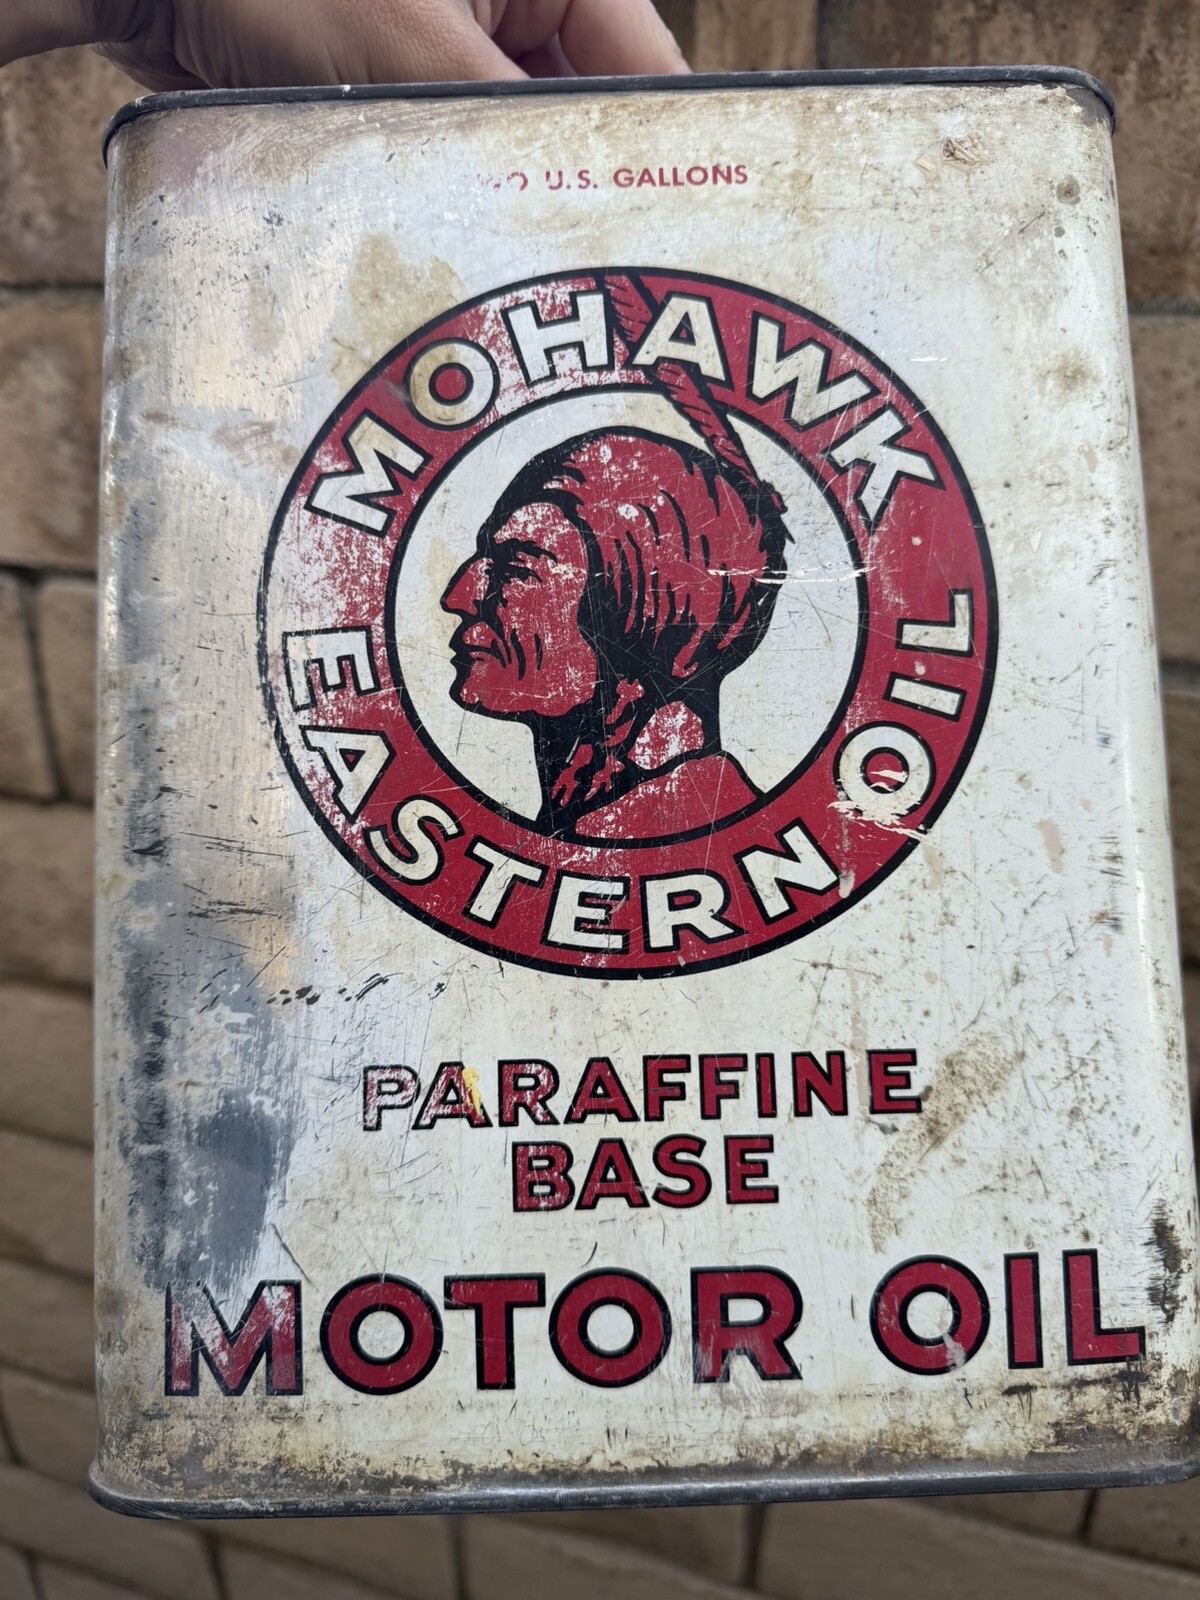 U.S. GALLONS
MOHAWK OIL
EASTERN
PARAFFINE
BASE
MOTOR OIL